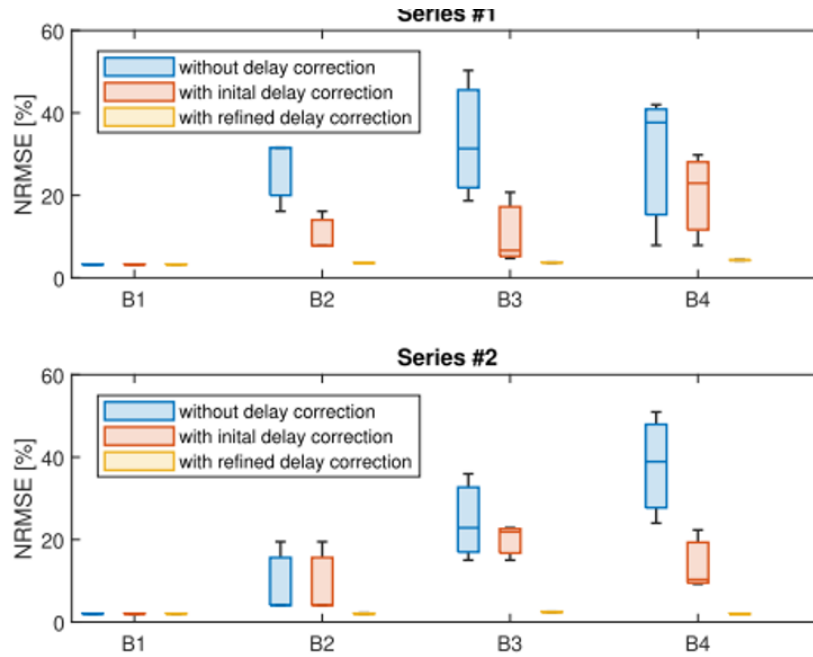 Series #1
60
without delay correction
with inital delay correction
with refined delay correction
40
20
0
NRMSE [%]
B1 B2 B3 B4
Series #2
60
without delay correction
with inital delay correction
with refined delay correction
40
20
0
NRMSE [%]
B1 B2 B3 B4